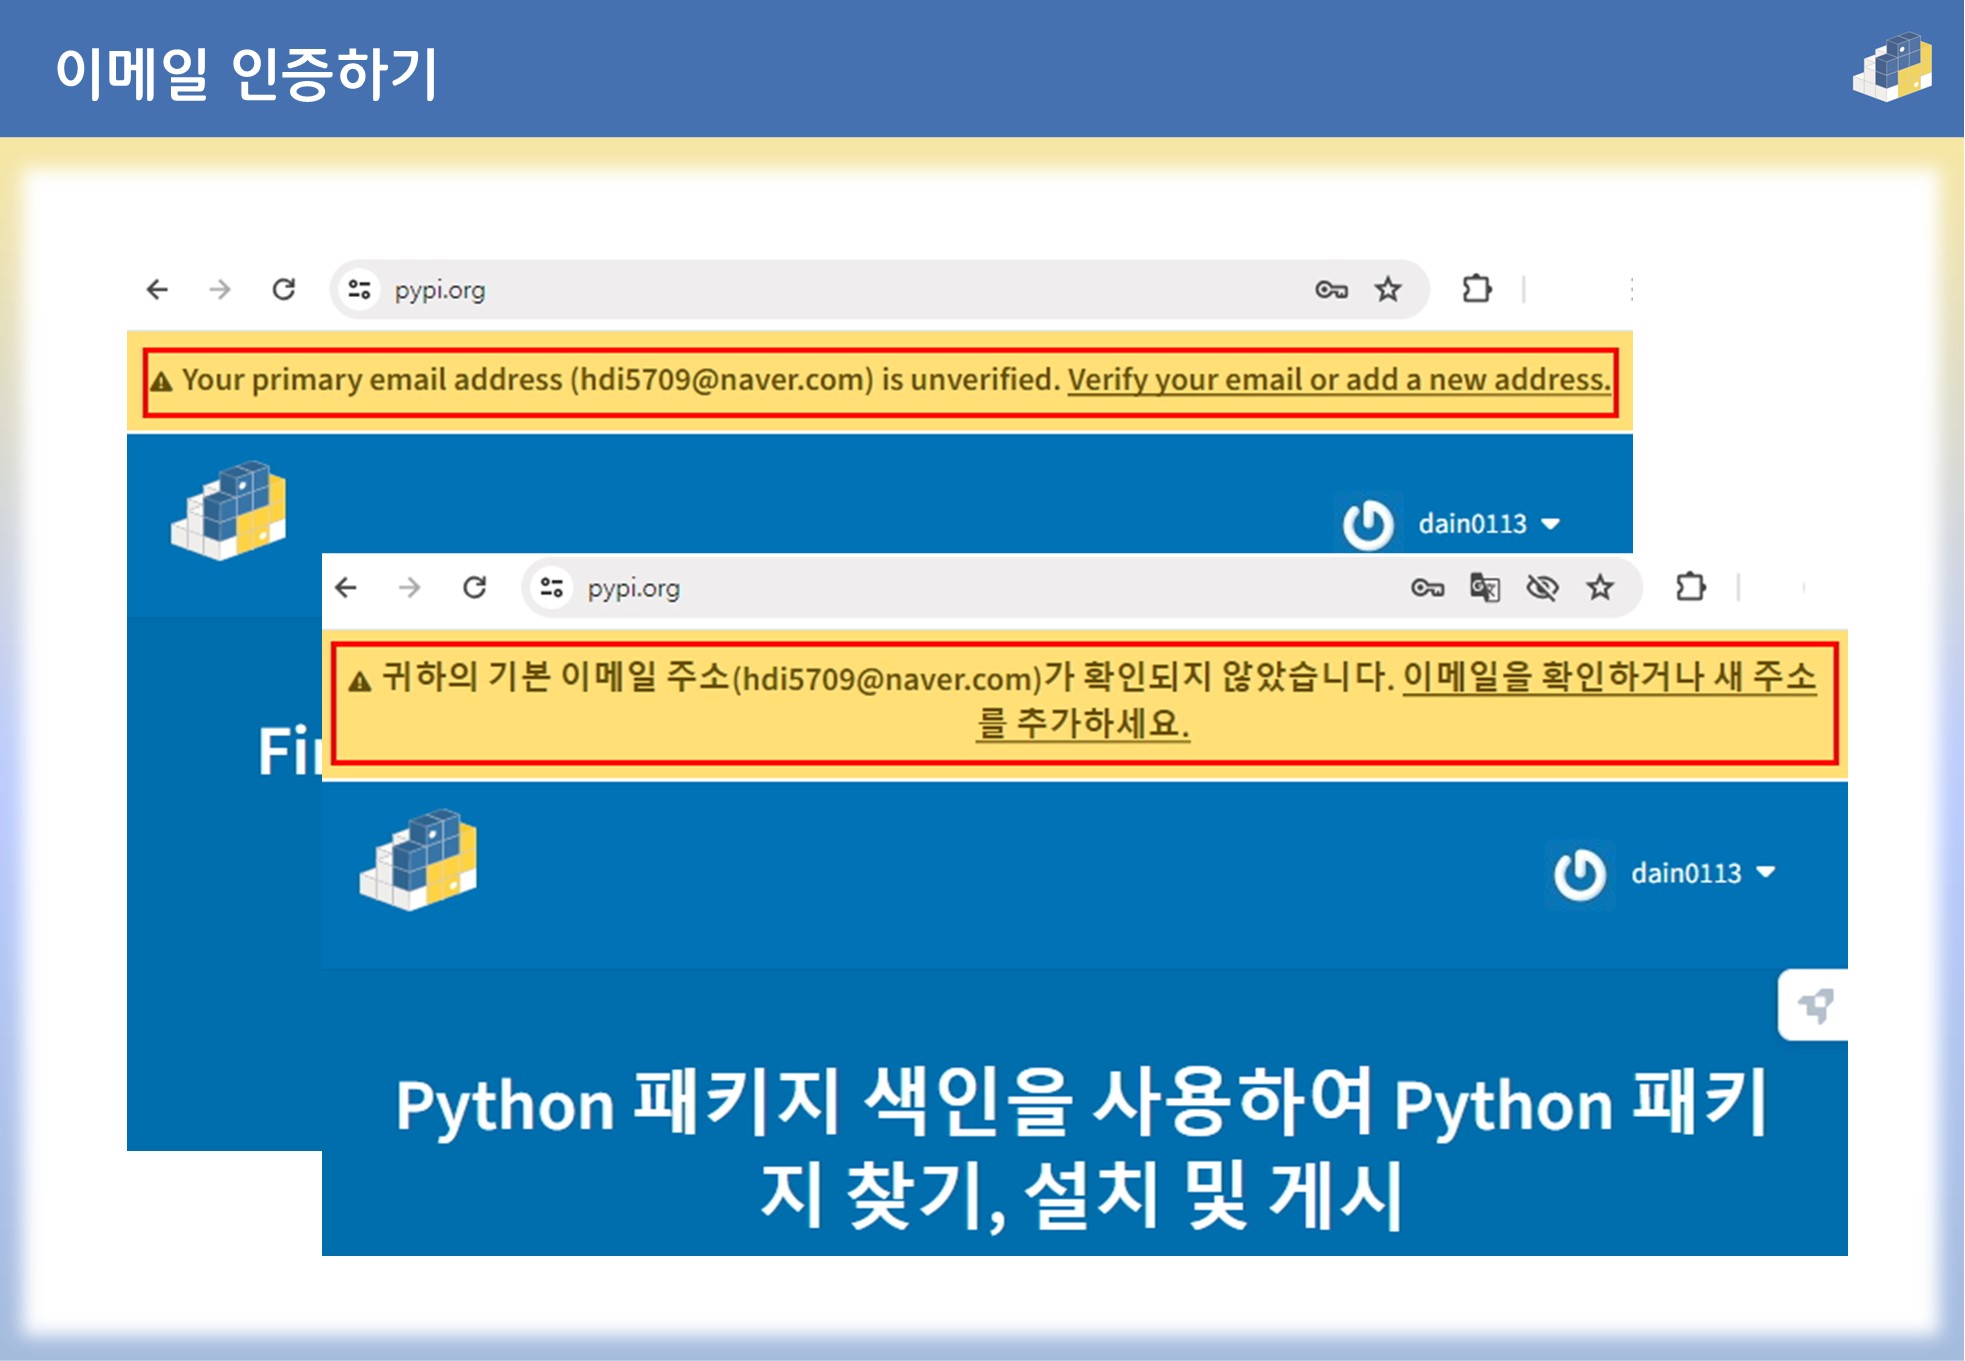 이메일 인증하기
pypi.org
Your primary email address (hdi5709@naver.com) is unverified. Verify your email or add a new address.
dain0113
pypi.org
귀하의 기본 이메일 주소(hdi5709@naver.com)가 확인되지 않았습니다. 이메일을 확인하거나 새 주소
를 추가하세요.
dain0113
Python 패키지 색인을 사용하여 Python 패키
지 찾기, 설치 및 게시